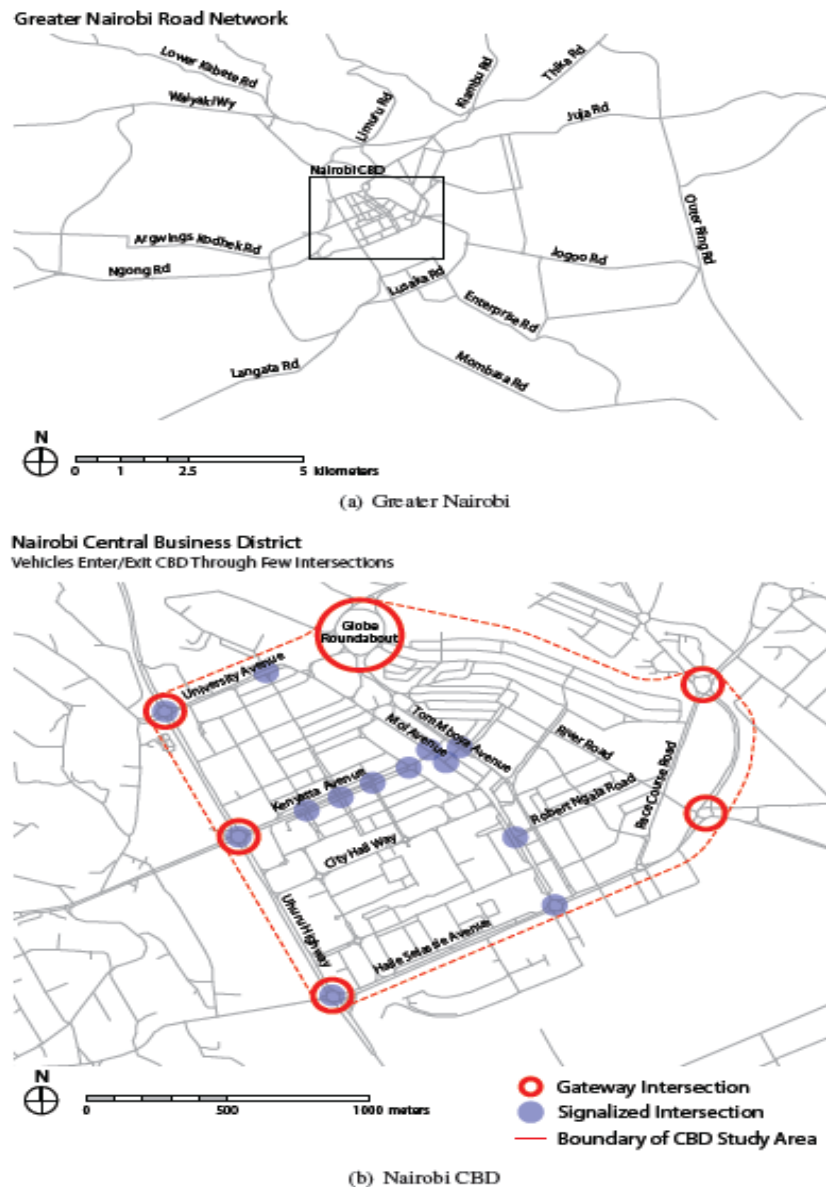 Greater Nairobi Road Network
Lower Kabete Rd
Waiyaki Wy
Limuru Rd
Kiambu Rd
Thika Rd
Juja Rd
Nairobi CBD
Outer Ring Rd
Argwings Kodhek Rd
Ngong Rd
Jogoo Rd
Lusaka Rd
Enterprise Rd
Langata Rd
Mombasa Rd
N
0 1 2.5 5 kilometers
(a) Greater Nairobi
Nairobi Central Business District
Vehicles Enter/Exit CBD Through Few Intersections
Globe
Roundabout
University Avenue
Tom Mboya Avenue
Moi Avenue
River Road
Kenyatta Avenue
Robert Ngala Road
Race Course Road
City Hall Way
Uhuru Highway
Haile Selassie Avenue
N
0 500 1000 meters
Gateway Intersection
Signalized Intersection
Boundary of CBD Study Area
(b) Nairobi CBD